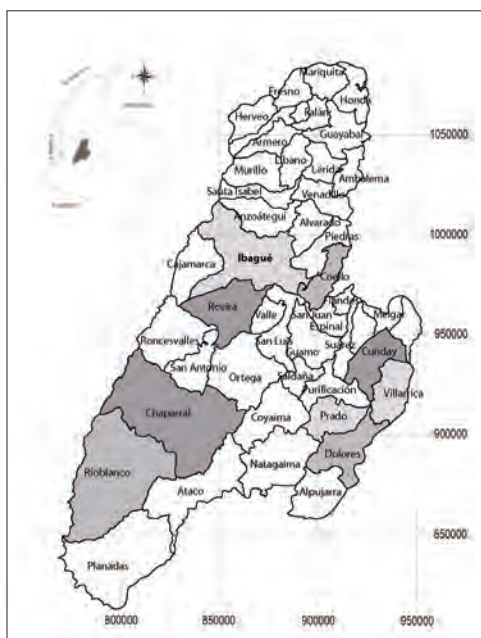 Mariquita
Fresno
Honda
Herveo
Falán
Guayabal
1050000
Armero
Líbano
Murillo
Lérida
Ambalema
Santa Isabel
Venadillo
Anzoátegui
Alvarado
Piedras
1000000
Ibagué
Cajamarca
Coello
Rovira
Flandes
Valle
San Juan
Melgar
Espinal
950000
Roncesvalles
San Luis
Suárez
Cunday
Guamo
San Antonio
Ortega
Saldaña
Purificación
Villarrica
Chaparral
Coyaima
Prado
900000
Dolores
Rioblanco
Natagaima
Ataco
Alpujarra
850000
Planadas
800000 850000 900000 950000